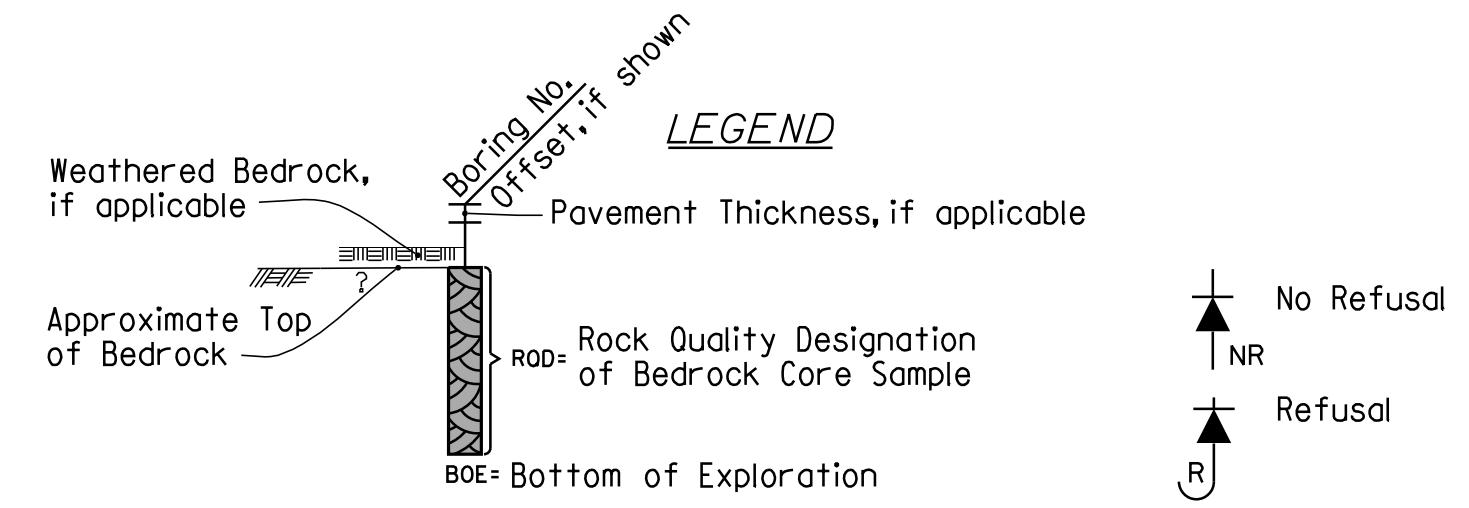 Boring No.
Offset, if shown
LEGEND
Weathered Bedrock,
if applicable
Pavement Thickness, if applicable
?
Approximate Top
of Bedrock
RQD= Rock Quality Designation
of Bedrock Core Sample
BOE= Bottom of Exploration
No Refusal
NR
Refusal
R